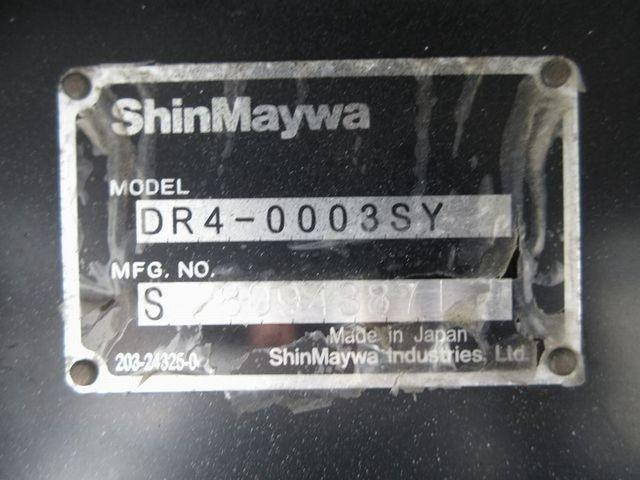 ShinMaywa
MODEL
DR4-0003SY
MFG. NO.
S
Made in Japan
203-24325-0 ShinMaywa Industries, Ltd.